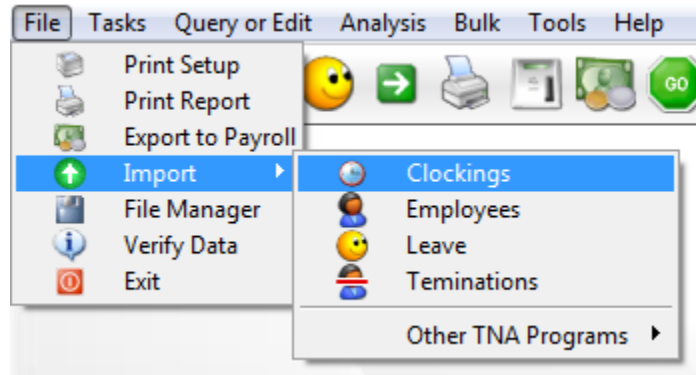 File Tasks Query or Edit Analysis Bulk Tools Help
GO
Print Setup
Print Report
Export to Payroll
Import
File Manager
Verify Data
Exit
Clockings
Employees
Leave
Teminations
Other TNA Programs